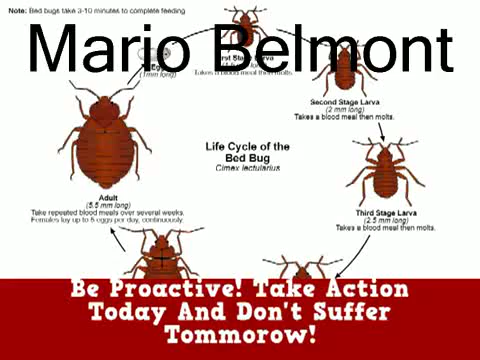 Note: Bed bugs take 3-10 minutes to complete feeding
Mario Belmont
(1mm long)
Takes a blood meal then molts.
Second Stage Larva
(2 mm long)
Takes a blood meal then molts.
Life Cycle of the
Bed Bug
Cimex lectularius
Adult
(5.5 mm long)
Take repeated blood meals over several weeks.
Females lay up to 5 eggs per day, continuously.
Third Stage Larva
(2.5 mm long)
Takes a blood meal then molts.
Be Proactive! Take Action
Today And Don't Suffer
Tommorow!